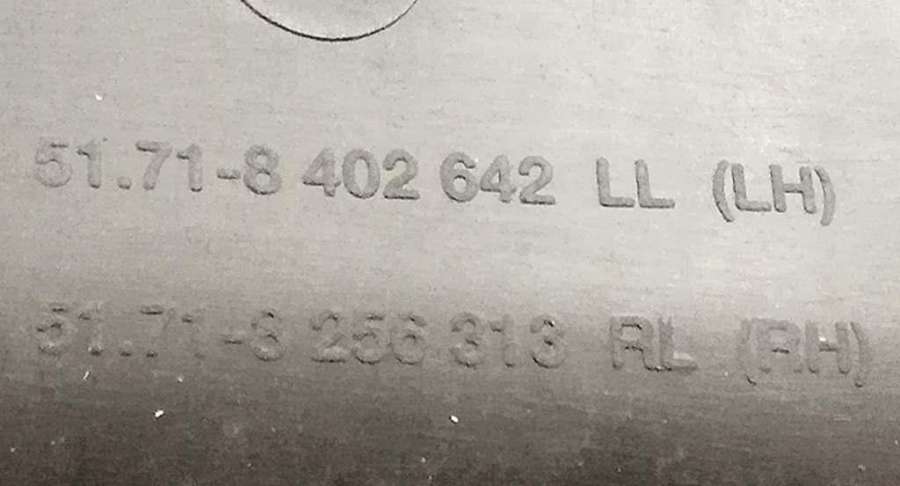 51.71-8 402 642 LL (LH)
51.71-8 256 313 RL (RH)